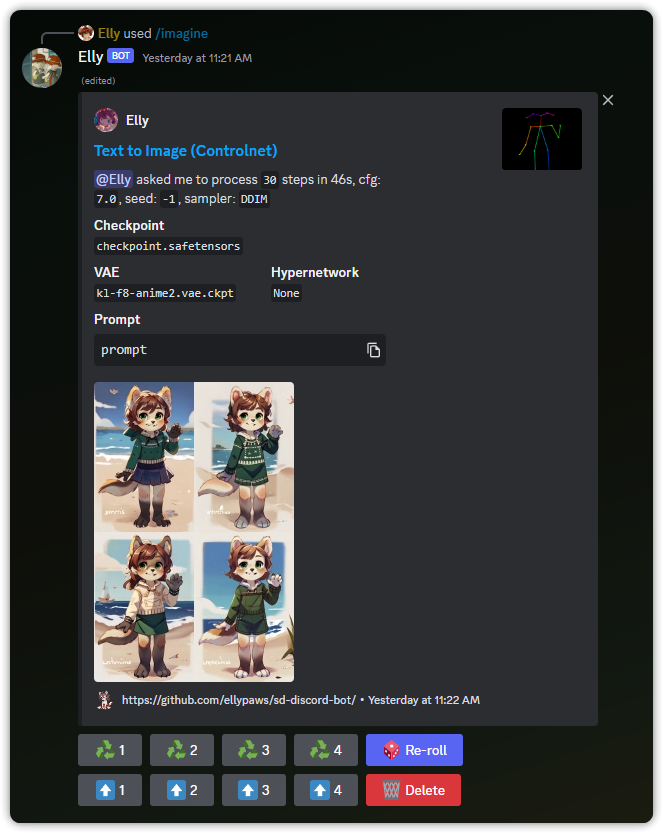 Elly used /imagine
Elly BOT Yesterday at 11:21 AM
(edited)
Elly
Text to Image (Controlnet)
@Elly asked me to process 30 steps in 46s, cfg:
7.0, seed: -1, sampler: DDIM
Checkpoint
checkpoint.safetensors
VAE Hypernetwork
kl-f8-anime2.vae.ckpt None
Prompt
prompt
https://github.com/ellypaws/sd-discord-bot/ • Yesterday at 11:22 AM
1 2 3 4 Re-roll
1 2 3 4 Delete